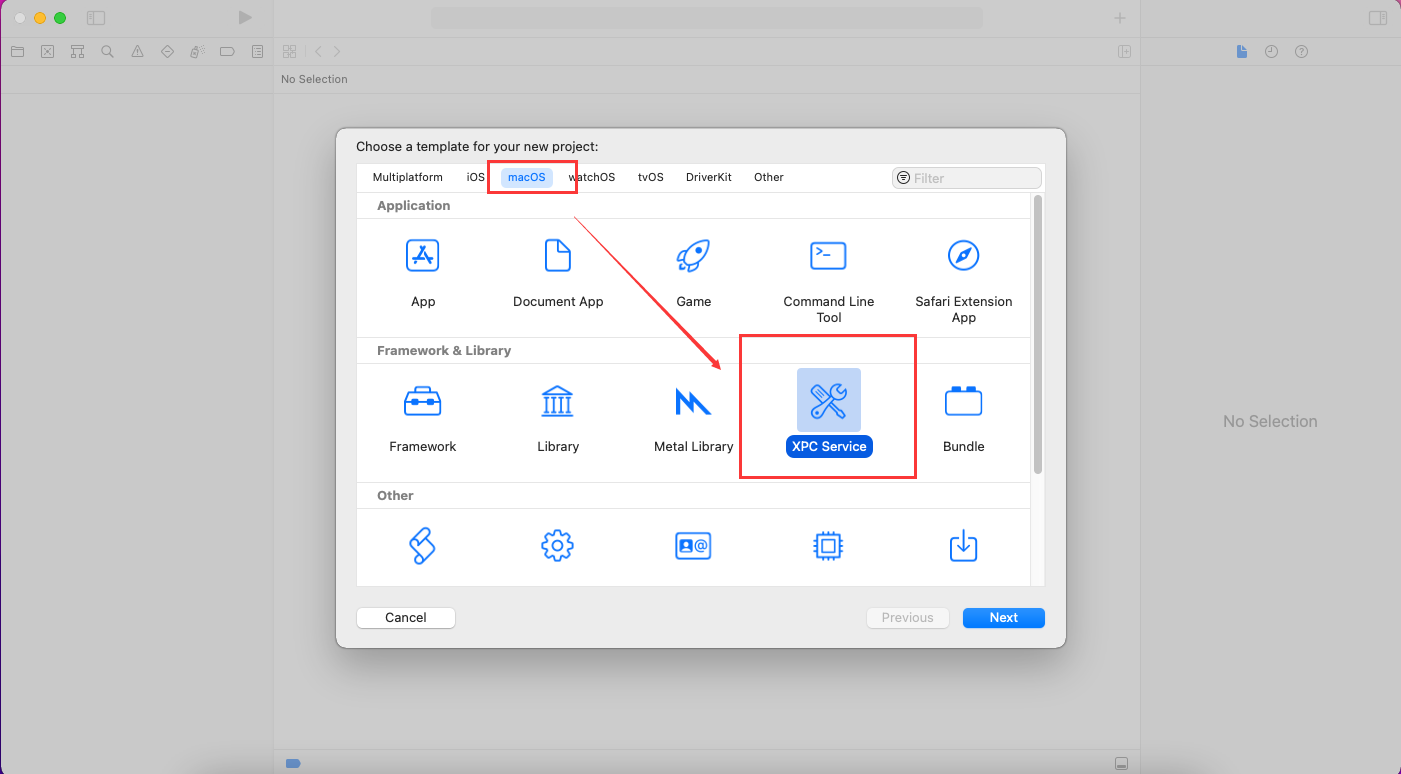 No Selection
Choose a template for your new project:
Multiplatform iOS macOS watchOS tvOS DriverKit Other Filter
Application
App Document App Game Command Line Tool Safari Extension App
Framework & Library
Framework Library Metal Library XPC Service Bundle
Other
Cancel Previous Next
No Selection